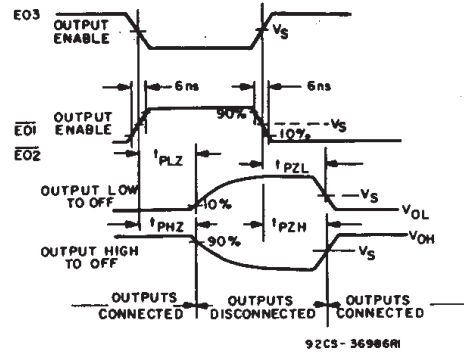 EO3
OUTPUT
ENABLE
VS
6ns
6ns
90%
EO1
OUTPUT
ENABLE
VS
10%
EO2
tPLZ
tPZL
OUTPUT LOW
TO OFF
10%
VS
VOL
tPHZ
tPZH
VOH
OUTPUT HIGH
TO OFF
90%
VS
OUTPUTS
CONNECTED
OUTPUTS
DISCONNECTED
OUTPUTS
CONNECTED
92CS-36986R1